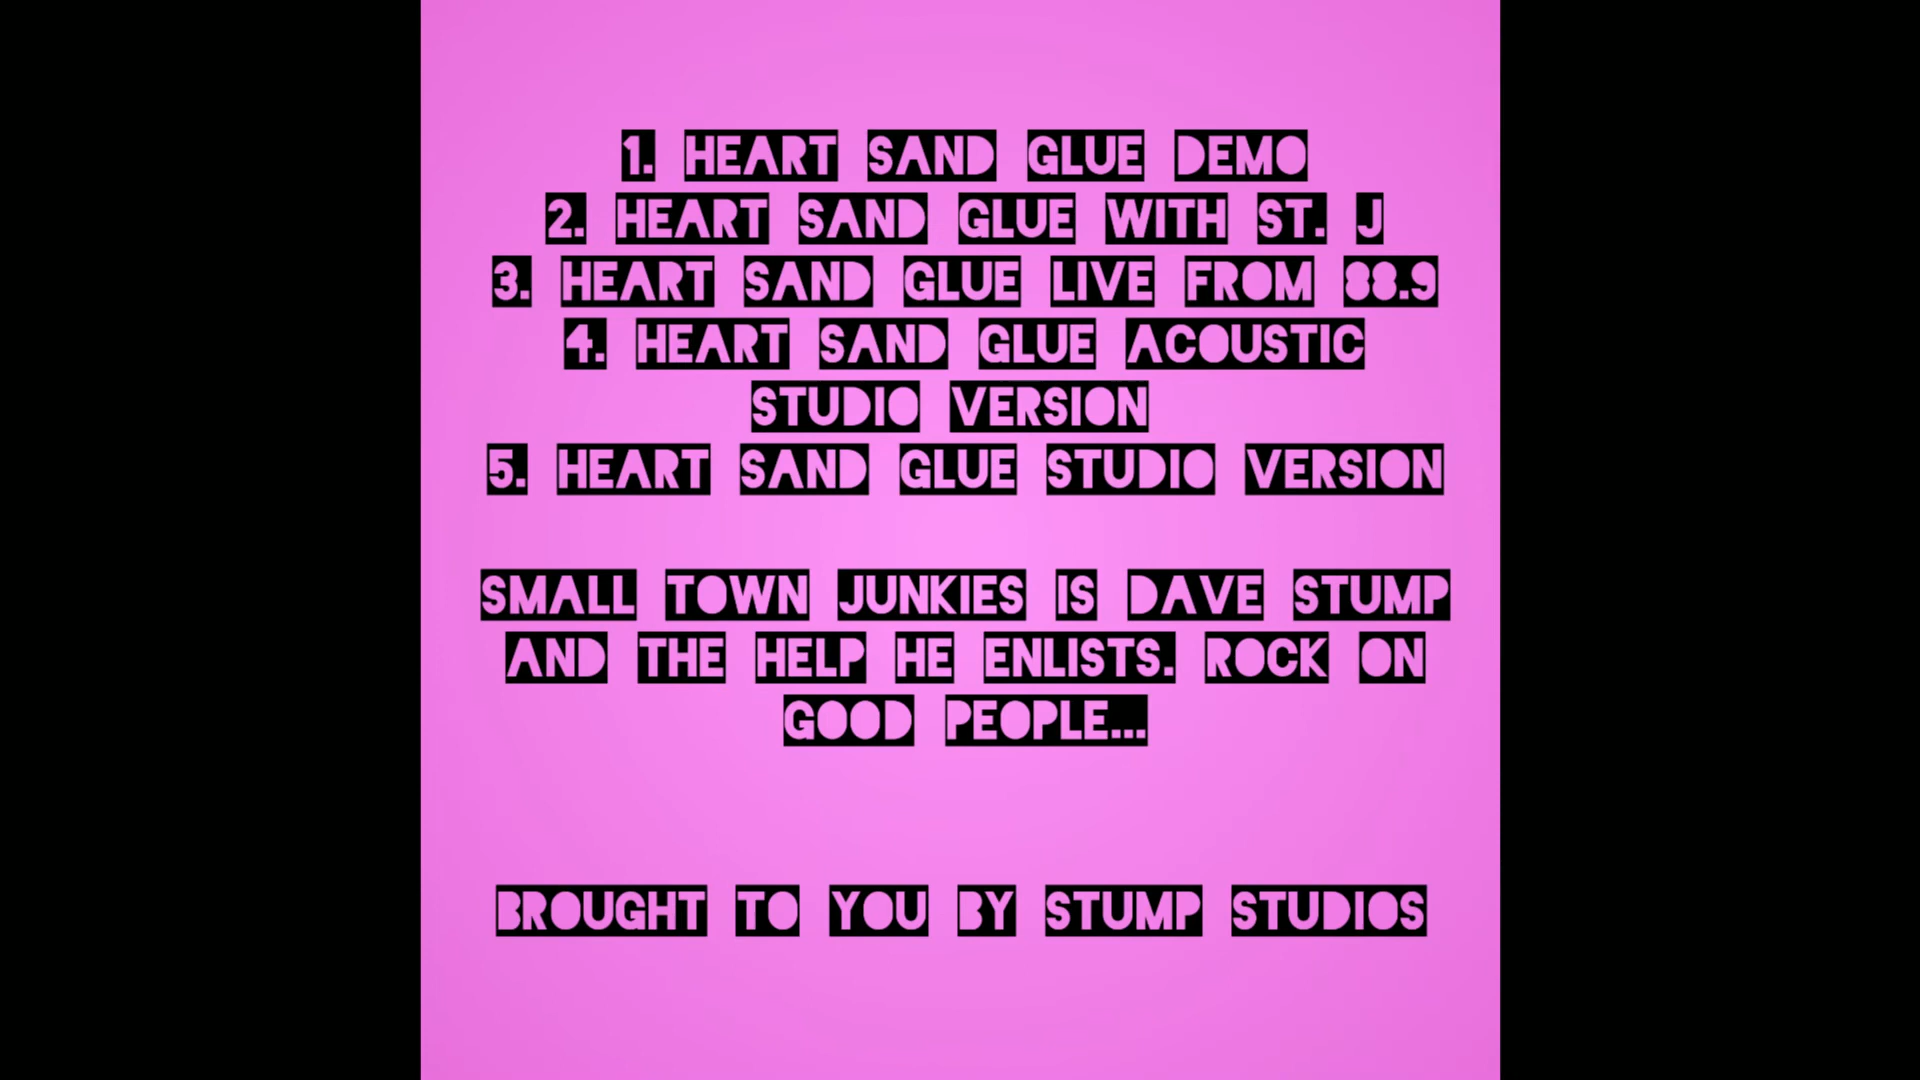 1. HEART SAND GLUE DEMO
2. HEART SAND GLUE WITH ST. J
3. HEART SAND GLUE LIVE FROM 88.9
4. HEART SAND GLUE ACOUSTIC
STUDIO VERSION
5. HEART SAND GLUE STUDIO VERSION
SMALL TOWN JUNKIES IS DAVE STUMP
AND THE HELP HE ENLISTS. ROCK ON
GOOD PEOPLE...
BROUGHT TO YOU BY STUMP STUDIOS